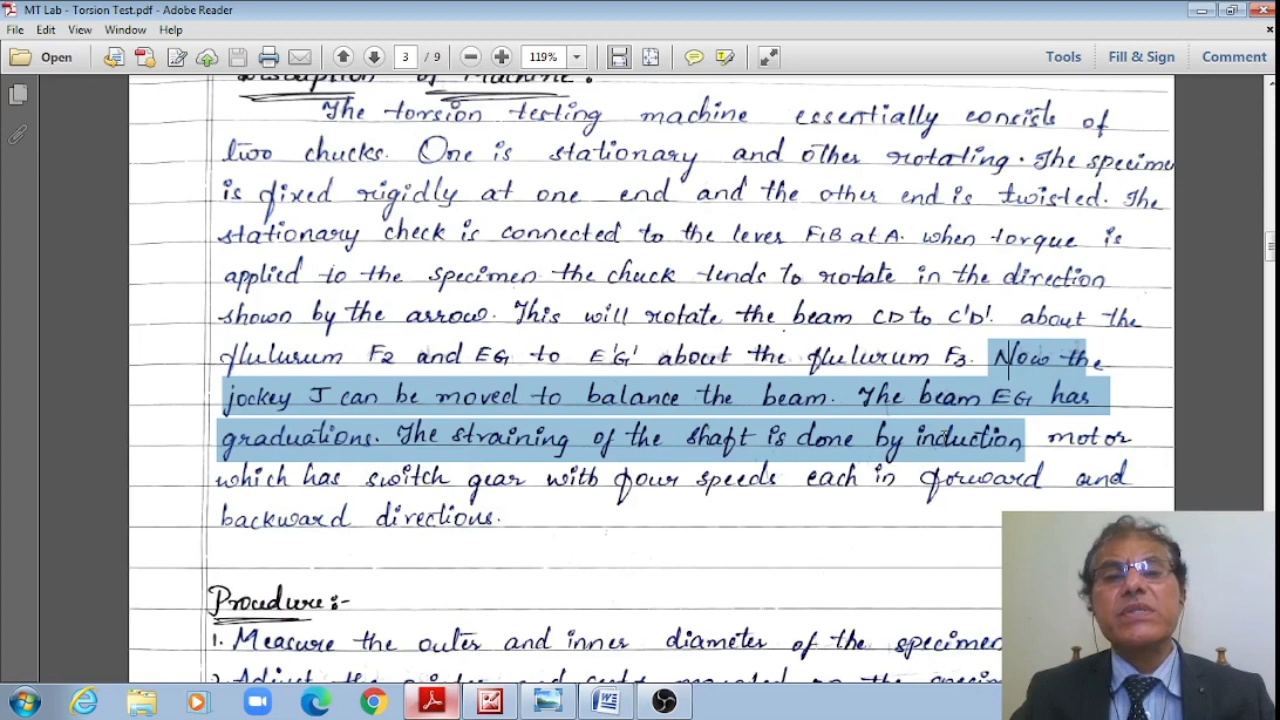 MT Lab - Torsion Test.pdf - Adobe Reader
File Edit View Window Help
Open 3 / 9 119% Tools Fill & Sign Comment
Discription of Machine:
The torsion testing machine essentially consists of
two chucks. One is stationary and other rotating. The specime
is fixed rigidly at one end and the other end is twisted. The
stationary check is connected to the lever F1B at A. when torque is
applied to the specimen the chuck tends to rotate in the direction
shown by the arrow. This will rotate the beam CD to C'D'. about the
flulurum F2 and EG to E'G' about the flulurum F3. Now the
jockey J can be moved to balance the beam. The beam EG has
graduations. The straining of the shaft is done by induction motor
which has switch gear with four speeds each in forward and
backward directions.
Procedure:-
1. Measure the outer and inner diameter of the specimen